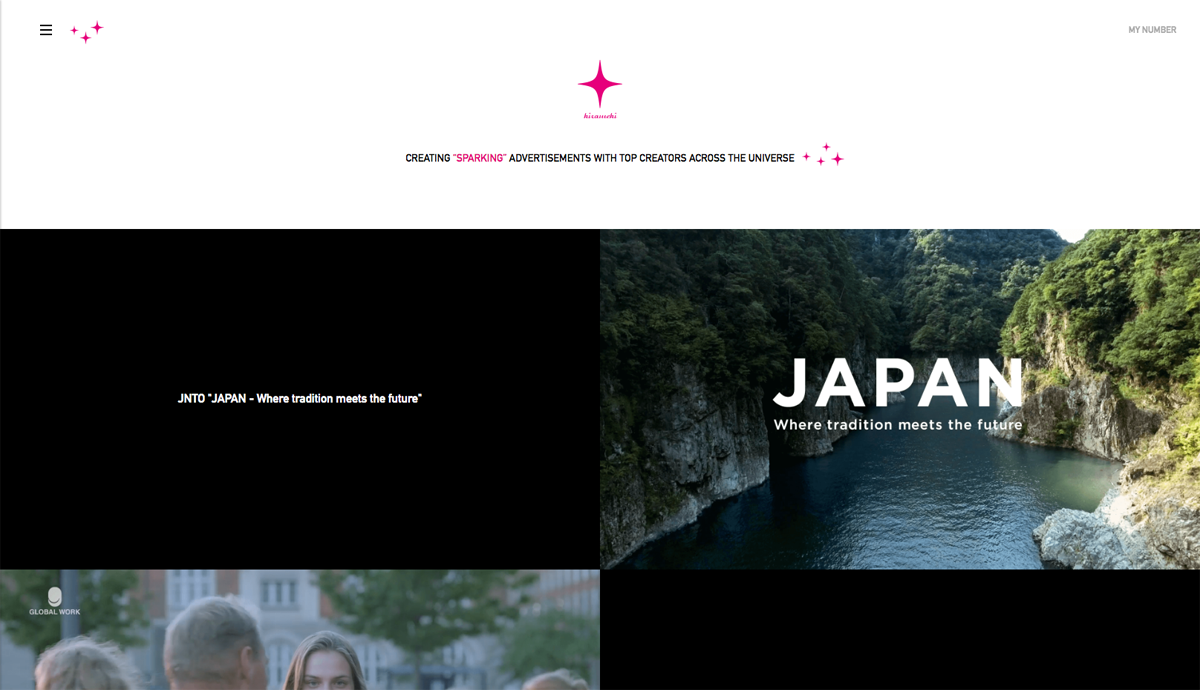 MY NUMBER
hirameki
CREATING "SPARKING" ADVERTISEMENTS WITH TOP CREATORS ACROSS THE UNIVERSE
JNTO "JAPAN - Where tradition meets the future"
JAPAN
Where tradition meets the future
GLOBAL WORK